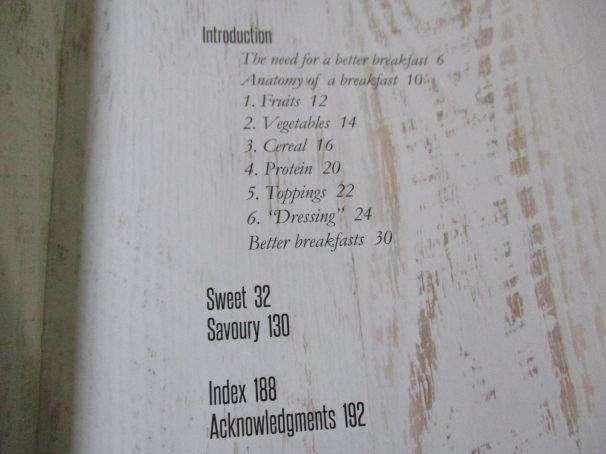 Introduction
The need for a better breakfast 6
Anatomy of a breakfast 10
1. Fruits 12
2. Vegetables 14
3. Cereal 16
4. Protein 20
5. Toppings 22
6. "Dressing" 24
Better breakfasts 30
Sweet 32
Savoury 130
Index 188
Acknowledgments 192